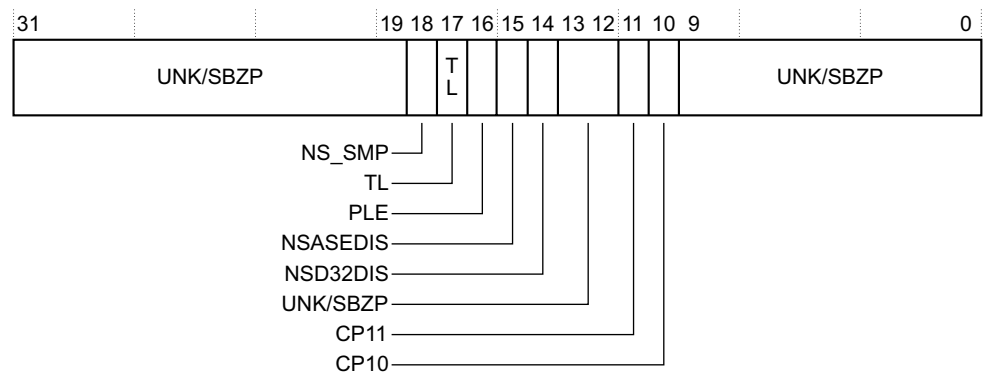 31 19 18 17 16 15 14 13 12 11 10 9 0
UNK/SBZP T L UNK/SBZP
NS_SMP
TL
PLE
NSASEDIS
NSD32DIS
UNK/SBZP
CP11
CP10